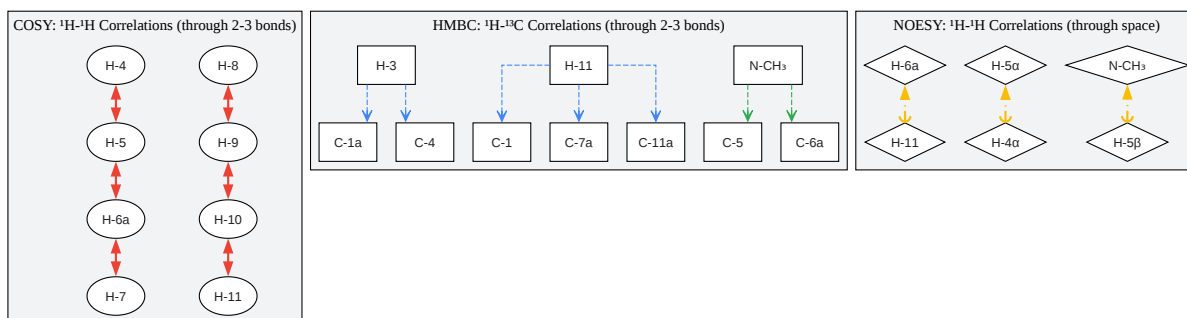 COSY: ¹H-¹H Correlations (through 2-3 bonds)
H-4
H-8
H-5
H-9
H-6a
H-10
H-7
H-11
HMBC: ¹H-¹³C Correlations (through 2-3 bonds)
H-3
H-11
N-CH₃
C-1a
C-4
C-1
C-7a
C-11a
C-5
C-6a
NOESY: ¹H-¹H Correlations (through space)
H-6a
H-5α
N-CH₃
H-11
H-4α
H-5β